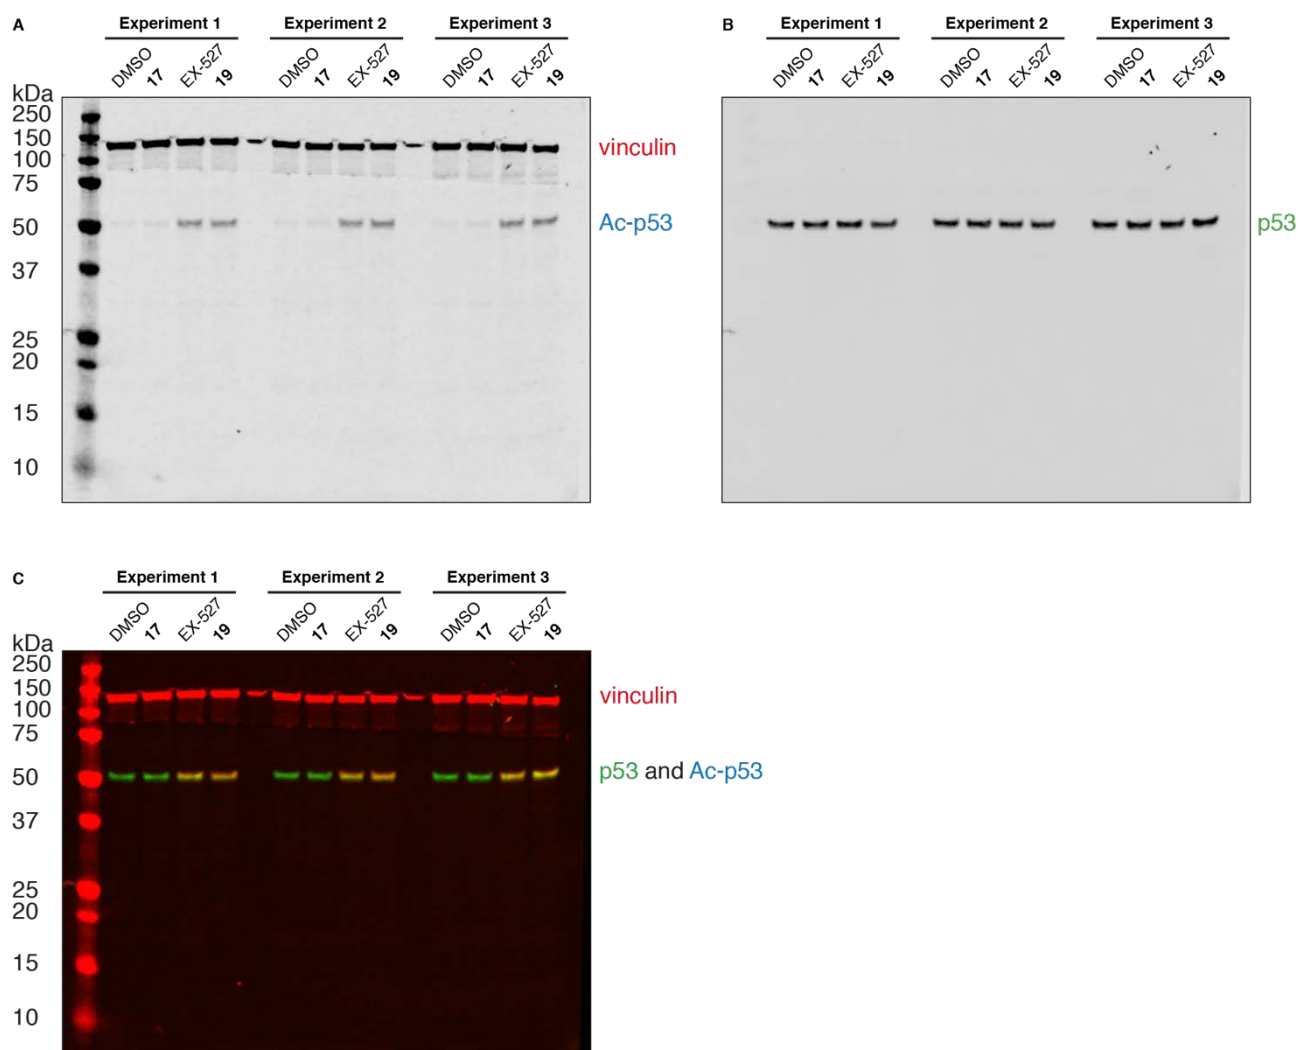 A
Experiment 1
Experiment 2
Experiment 3
DMSO
17
EX-527
19
DMSO
17
EX-527
19
DMSO
17
EX-527
19
kDa
250
150
100
75
50
37
25
20
15
10
vinculin
Ac-p53
B
Experiment 1
Experiment 2
Experiment 3
DMSO
17
EX-527
19
DMSO
17
EX-527
19
DMSO
17
EX-527
19
p53
C
Experiment 1
Experiment 2
Experiment 3
DMSO
17
EX-527
19
DMSO
17
EX-527
19
DMSO
17
EX-527
19
kDa
250
150
100
75
50
37
25
20
15
10
vinculin
p53 and Ac-p53